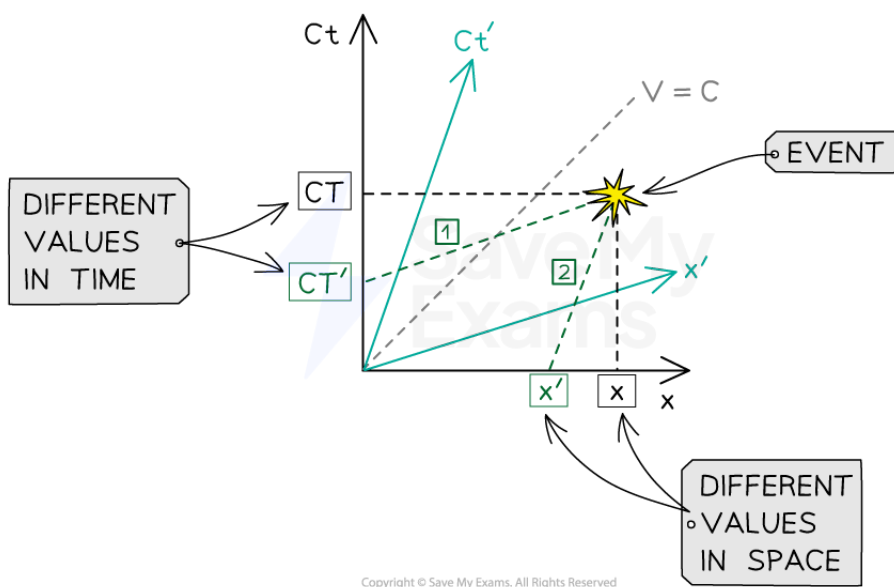 Ct
Ct′
V = C
EVENT
DIFFERENT
VALUES
IN TIME
CT
1
CT′
2
x′
Save My
Exams
x′
x
x
DIFFERENT
VALUES
IN SPACE
Copyright © Save My Exams. All Rights Reserved